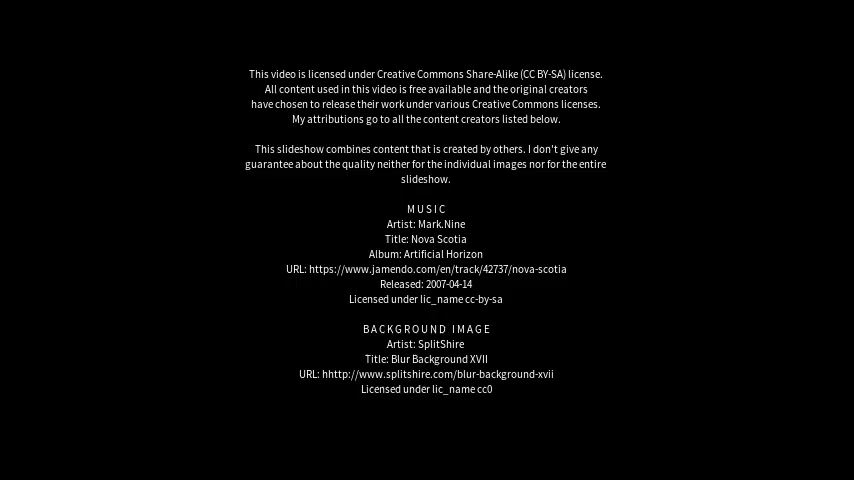 This video is licensed under Creative Commons Share-Alike (CC BY-SA) license.
All content used in this video is free available and the original creators
have chosen to release their work under various Creative Commons licenses.
My attributions go to all the content creators listed below.
This slideshow combines content that is created by others. I don't give any
guarantee about the quality neither for the individual images nor for the entire
slideshow.
MUSIC
Artist: Mark.Nine
Title: Nova Scotia
Album: Artificial Horizon
URL: https://www.jamendo.com/en/track/42737/nova-scotia
Released: 2007-04-14
Licensed under lic_name cc-by-sa
BACKGROUND IMAGE
Artist: SplitShire
Title: Blur Background XVII
URL: hhttp://www.splitshire.com/blur-background-xvii
Licensed under lic_name cc0